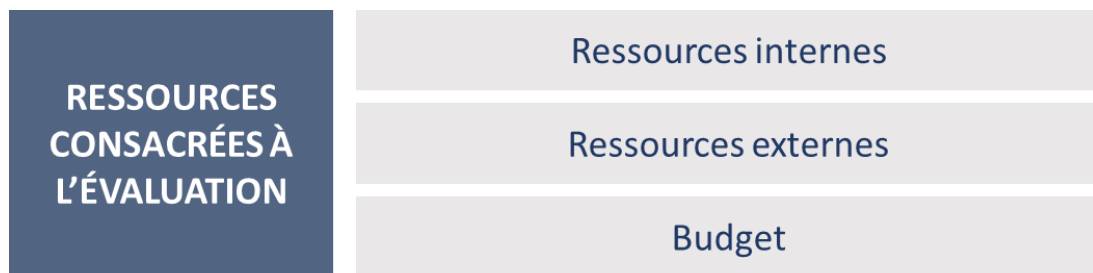 RESSOURCES
CONSACRÉES À
L’ÉVALUATION
Ressources internes
Ressources externes
Budget